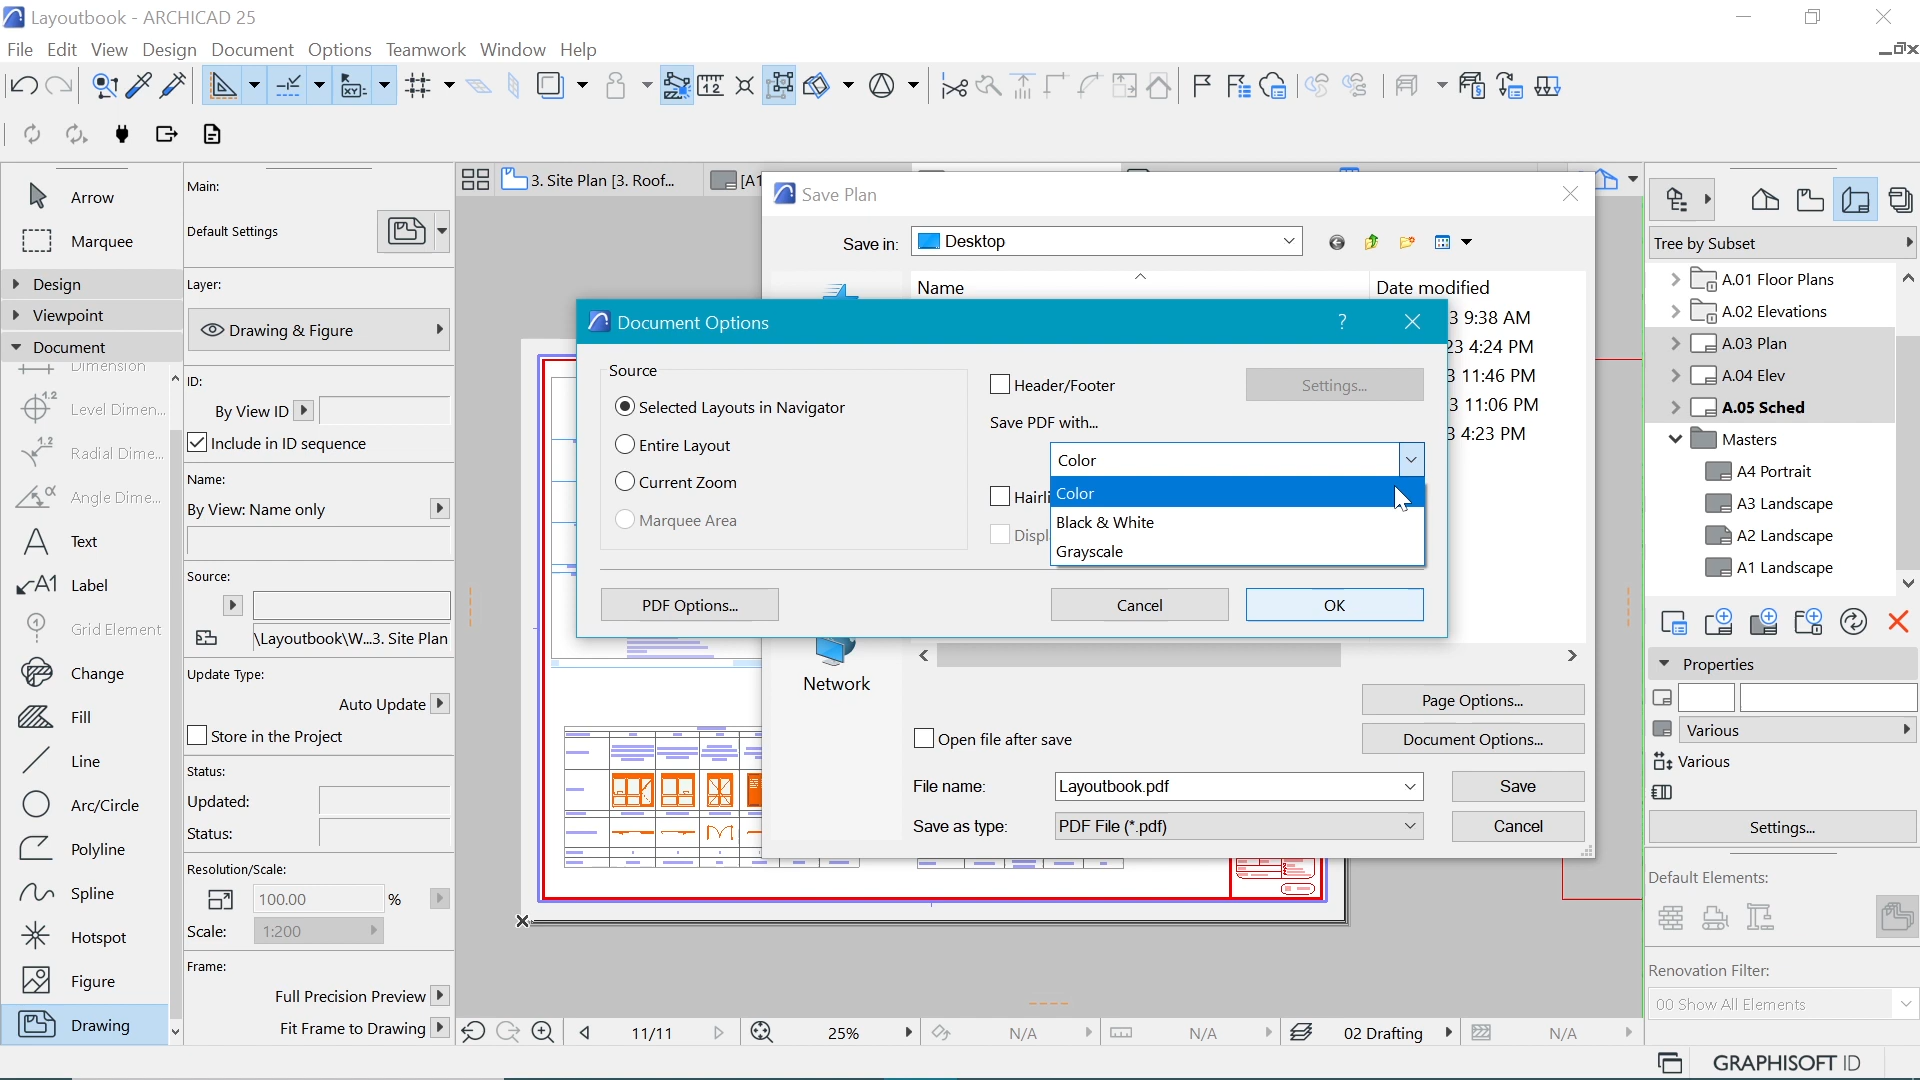 Layoutbook - ARCHICAD 25
File Edit View Design Document Options Teamwork Window Help
Arrow
Marquee
Design
Viewpoint
Document
Dimension
Level Dimen...
Radial Dime...
Angle Dime...
Text
Label
Grid Element
Change
Fill
Line
Arc/Circle
Polyline
Spline
Hotspot
Figure
Drawing
Main:
Default Settings
Layer:
Drawing & Figure
ID:
By View ID
Include in ID sequence
Name:
By View: Name only
Source:
\Layoutbook\W...3. Site Plan
Update Type:
Auto Update
Store in the Project
Status:
Updated:
Status:
Resolution/Scale:
100.00 %
Scale: 1:200
Frame:
Full Precision Preview
Fit Frame to Drawing
3. Site Plan [3. Roof...
[A1
Save Plan
Save in: Desktop
Name Date modified
3 9:38 AM
23 4:24 PM
3 11:46 PM
3 11:06 PM
3 4:23 PM
Document Options
Source
Selected Layouts in Navigator
Entire Layout
Current Zoom
Marquee Area
Header/Footer Settings...
Save PDF with...
Color
Hairli
Displ
Color
Black & White
Grayscale
PDF Options... Cancel OK
Network
Page Options...
Open file after save Document Options...
File name: Layoutbook.pdf Save
Save as type: PDF File (*.pdf) Cancel
11/11 25% N/A N/A 02 Drafting N/A
Tree by Subset
A.01 Floor Plans
A.02 Elevations
A.03 Plan
A.04 Elev
A.05 Sched
Masters
A4 Portrait
A3 Landscape
A2 Landscape
A1 Landscape
Properties
Various
Various
Settings...
Default Elements:
Renovation Filter:
00 Show All Elements
GRAPHISOFT ID